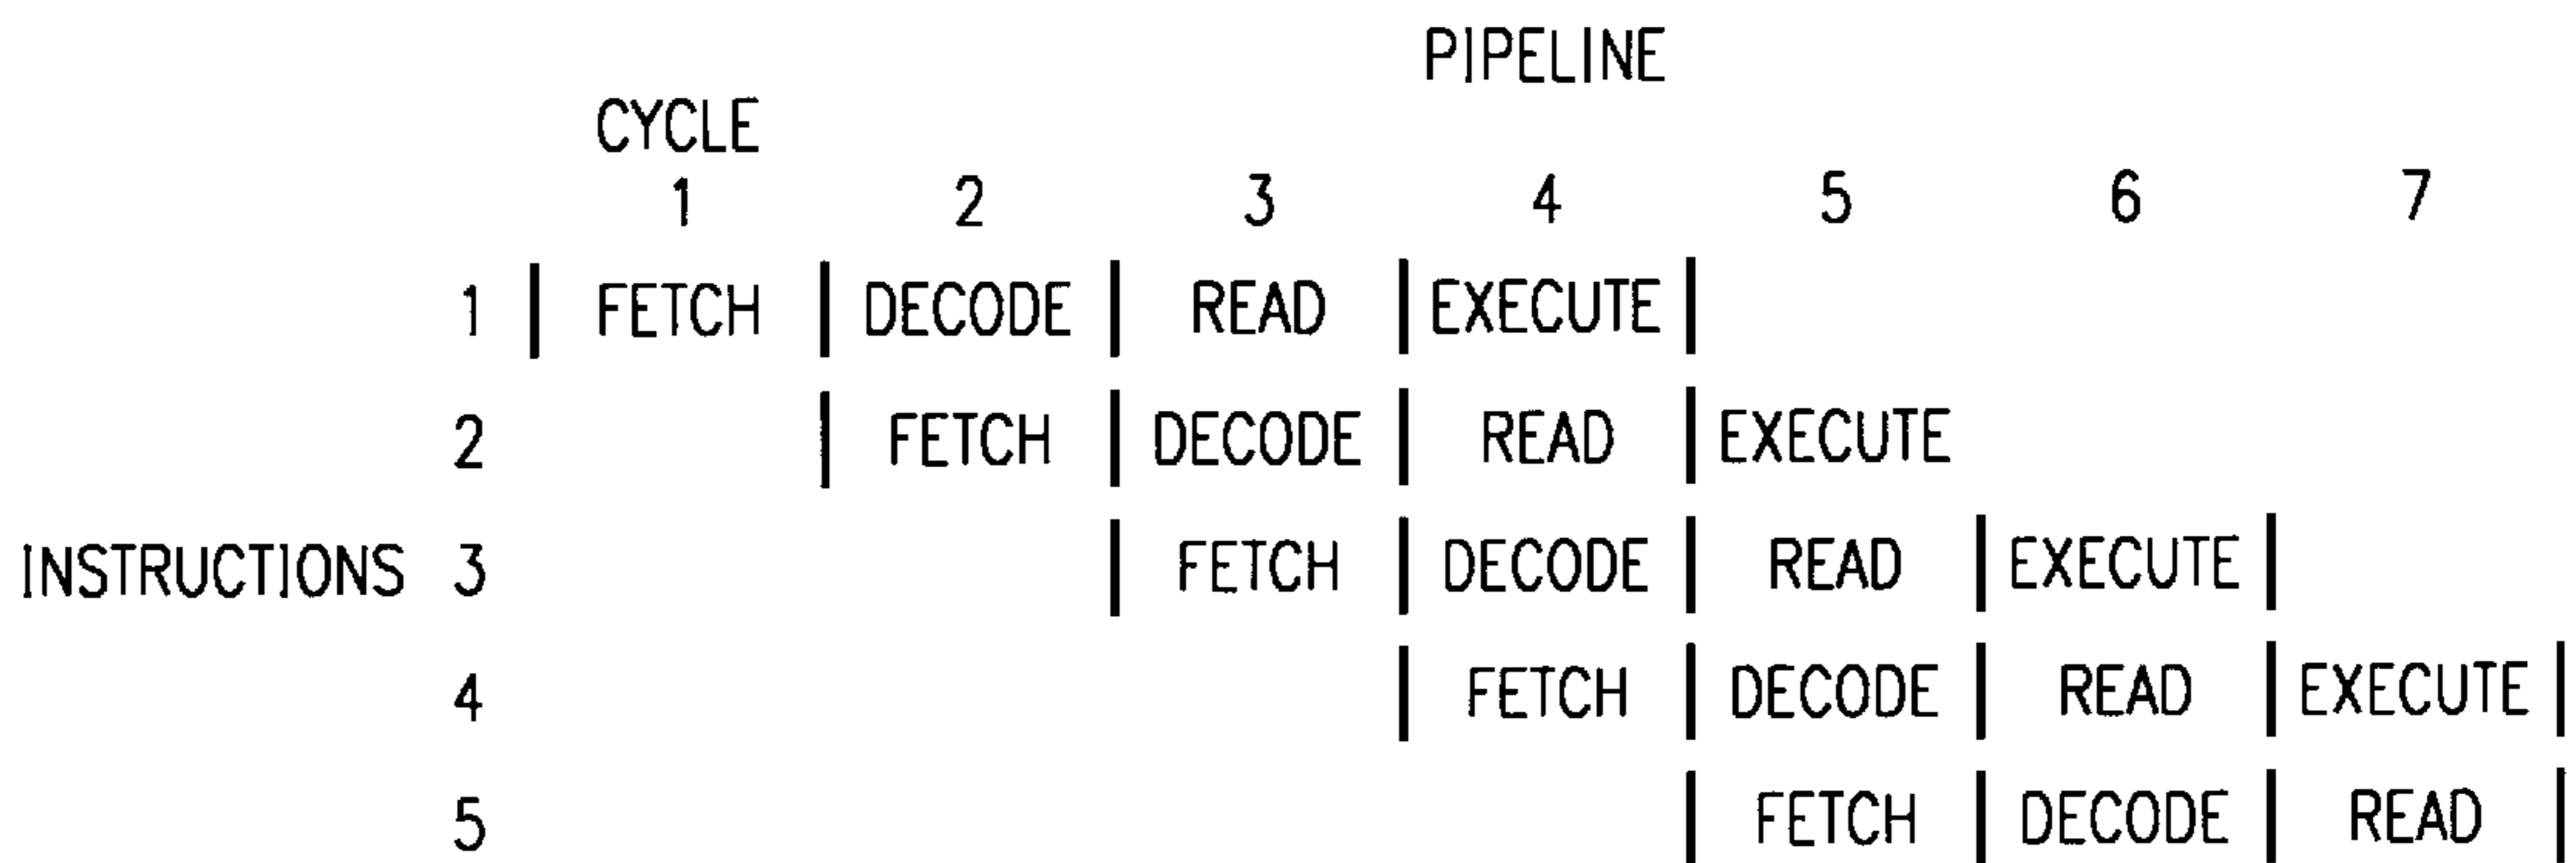 PIPELINE
CYCLE
1 2 3 4 5 6 7
1 | FETCH | DECODE | READ | EXECUTE |
2 | FETCH | DECODE | READ | EXECUTE
INSTRUCTIONS 3 | FETCH | DECODE | READ | EXECUTE |
4 | FETCH | DECODE | READ | EXECUTE |
5 | FETCH | DECODE | READ |